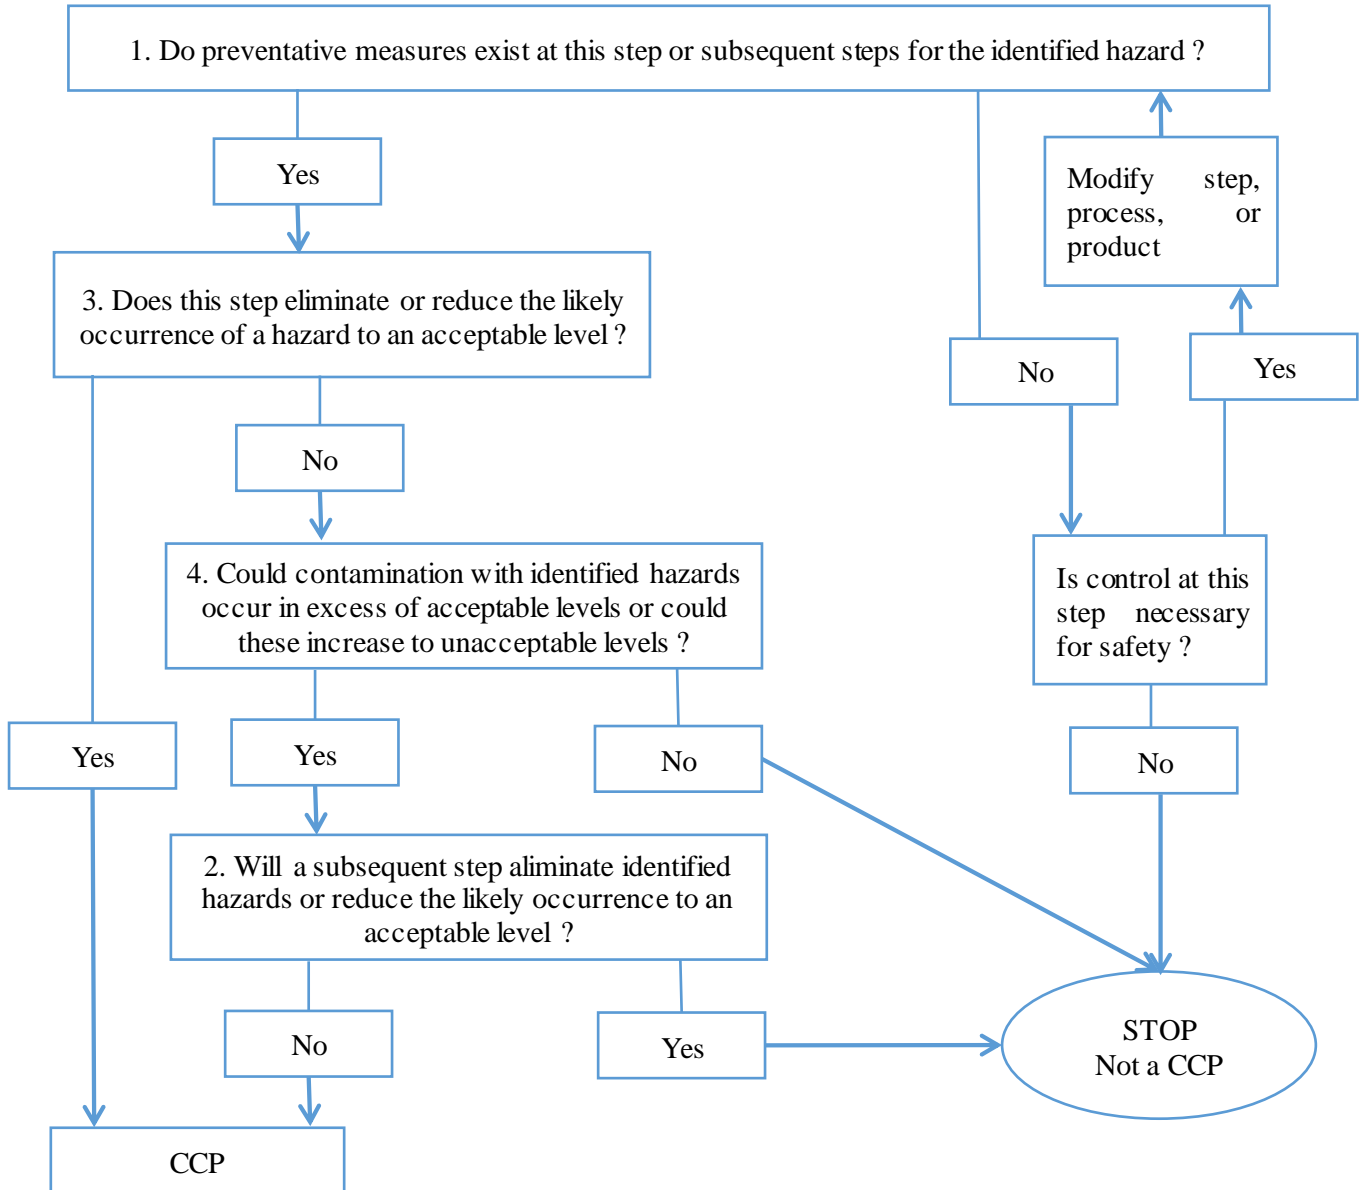 1. Do preventative measures exist at this step or subsequent steps for the identified hazard ?
Yes
Modify step,
process, or
product
3. Does this step eliminate or reduce the likely
occurrence of a hazard to an acceptable level ?
No
Yes
No
4. Could contamination with identified hazards
occur in excess of acceptable levels or could
these increase to unacceptable levels ?
Is control at this
step necessary
for safety ?
Yes
Yes
No
No
2. Will a subsequent step aliminate identified
hazards or reduce the likely occurrence to an
acceptable level ?
No
Yes
STOP
Not a CCP
CCP